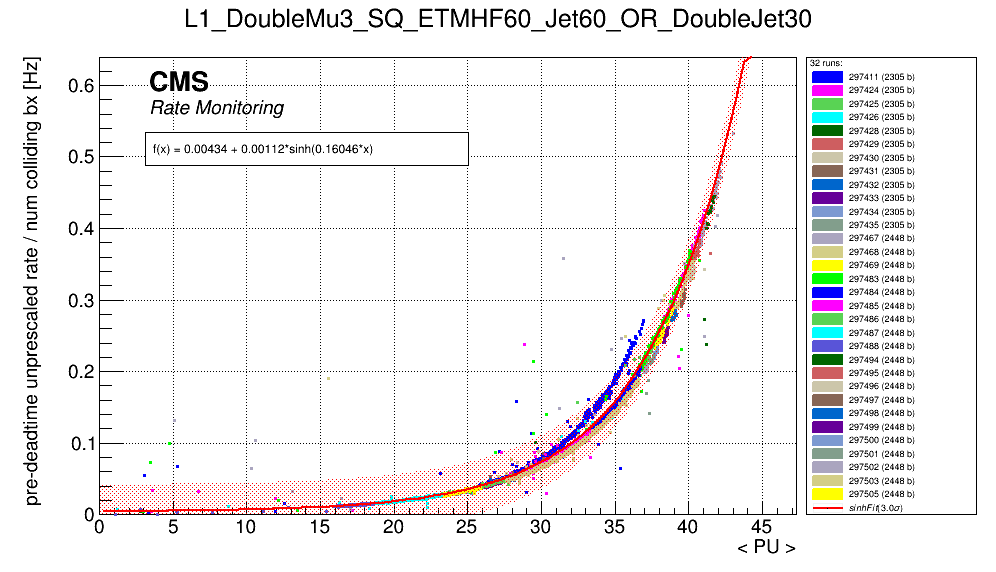 L1_DoubleMu3_SQ_ETMHF60_Jet60_OR_DoubleJet30
pre-deadtime unprescaled rate / num colliding bx [Hz]
CMS
Rate Monitoring
f(x) = 0.00434 + 0.00112*sinh(0.16046*x)
0.6
0.5
0.4
0.3
0.2
0.1
0
0 5 10 15 20 25 30 35 40 45
< PU >
32 runs:
297411 (2305 b)
297424 (2305 b)
297425 (2305 b)
297426 (2305 b)
297428 (2305 b)
297429 (2305 b)
297430 (2305 b)
297431 (2305 b)
297432 (2305 b)
297433 (2305 b)
297434 (2305 b)
297435 (2305 b)
297467 (2448 b)
297468 (2448 b)
297469 (2448 b)
297483 (2448 b)
297484 (2448 b)
297485 (2448 b)
297486 (2448 b)
297487 (2448 b)
297488 (2448 b)
297494 (2448 b)
297495 (2448 b)
297496 (2448 b)
297497 (2448 b)
297498 (2448 b)
297499 (2448 b)
297500 (2448 b)
297501 (2448 b)
297502 (2448 b)
297503 (2448 b)
297505 (2448 b)
sinhFit(3.0σ)